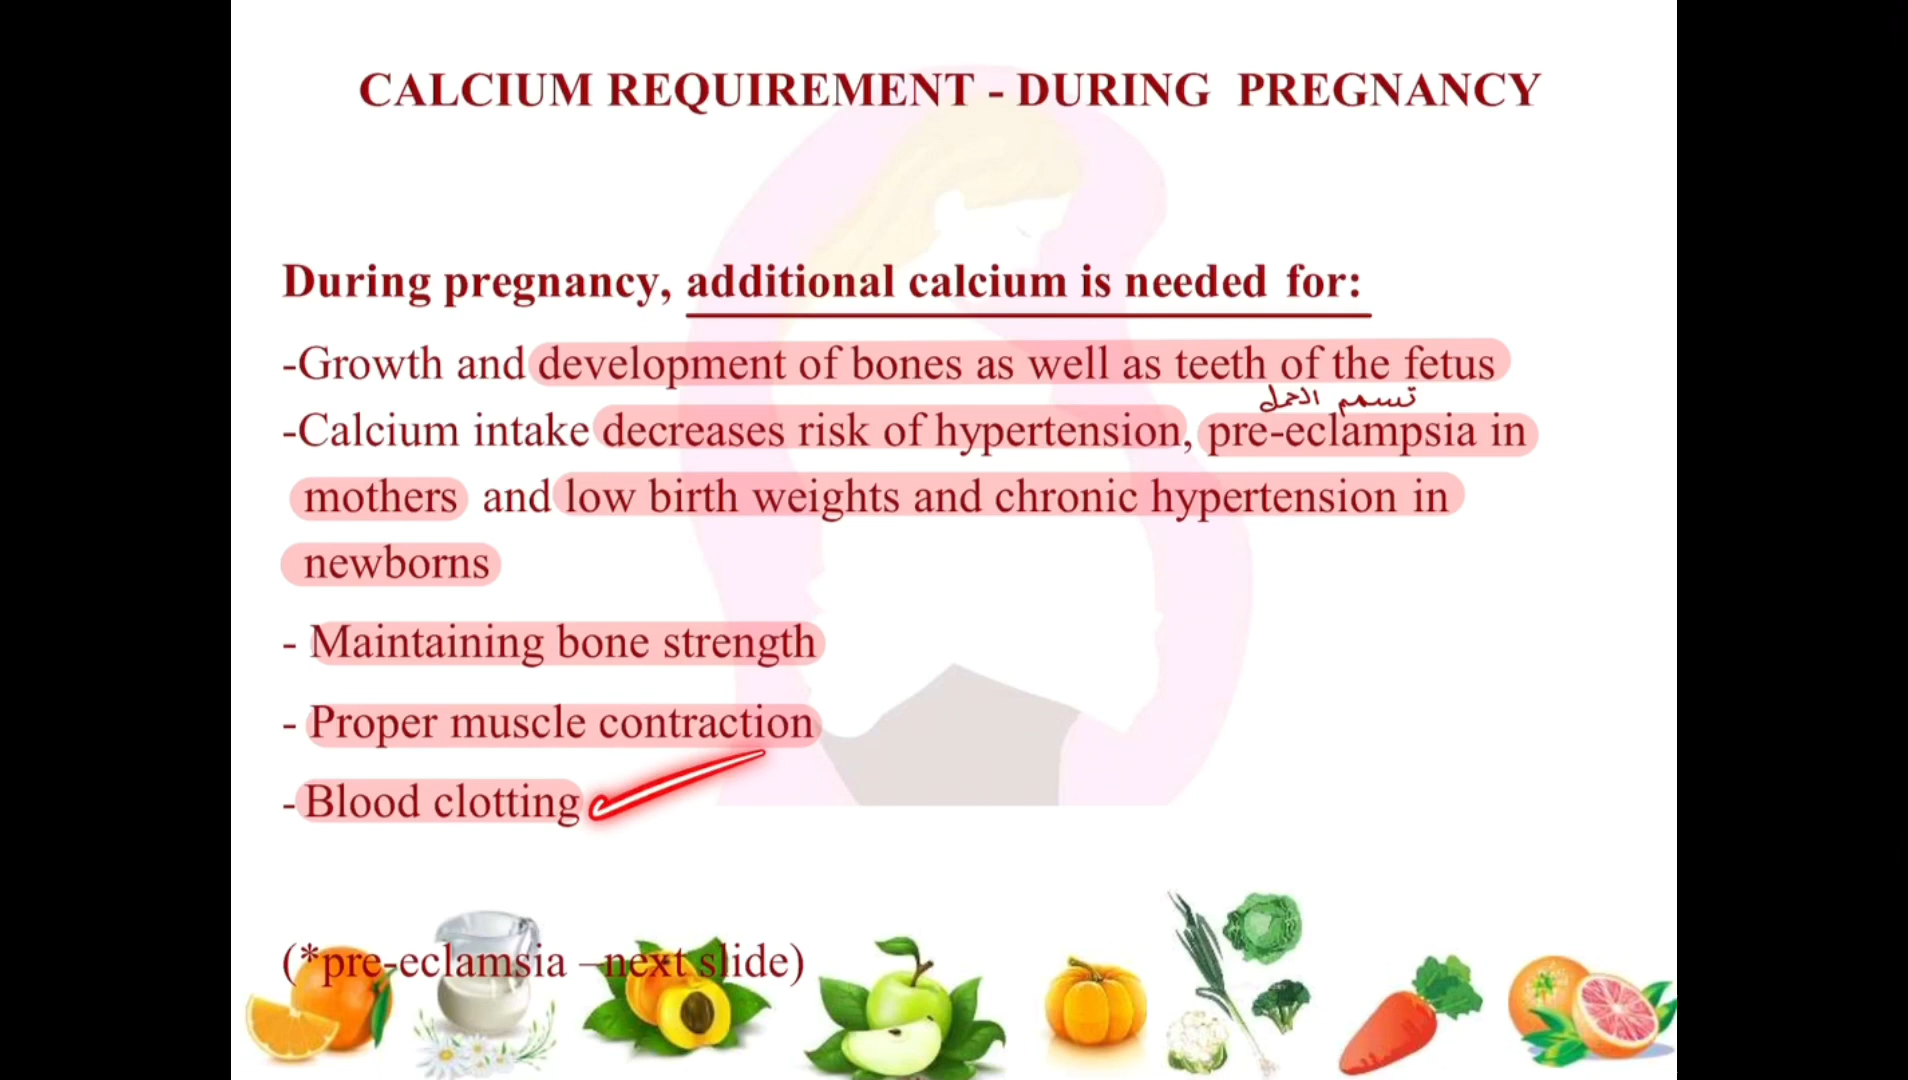 CALCIUM REQUIREMENT - DURING PREGNANCY
During pregnancy, additional calcium is needed for:
-Growth and development of bones as well as teeth of the fetus
تسمم الحمل
-Calcium intake decreases risk of hypertension, pre-eclampsia in
mothers and low birth weights and chronic hypertension in
newborns
- Maintaining bone strength
- Proper muscle contraction
-Blood clotting
(*pre-eclamsia –next slide)